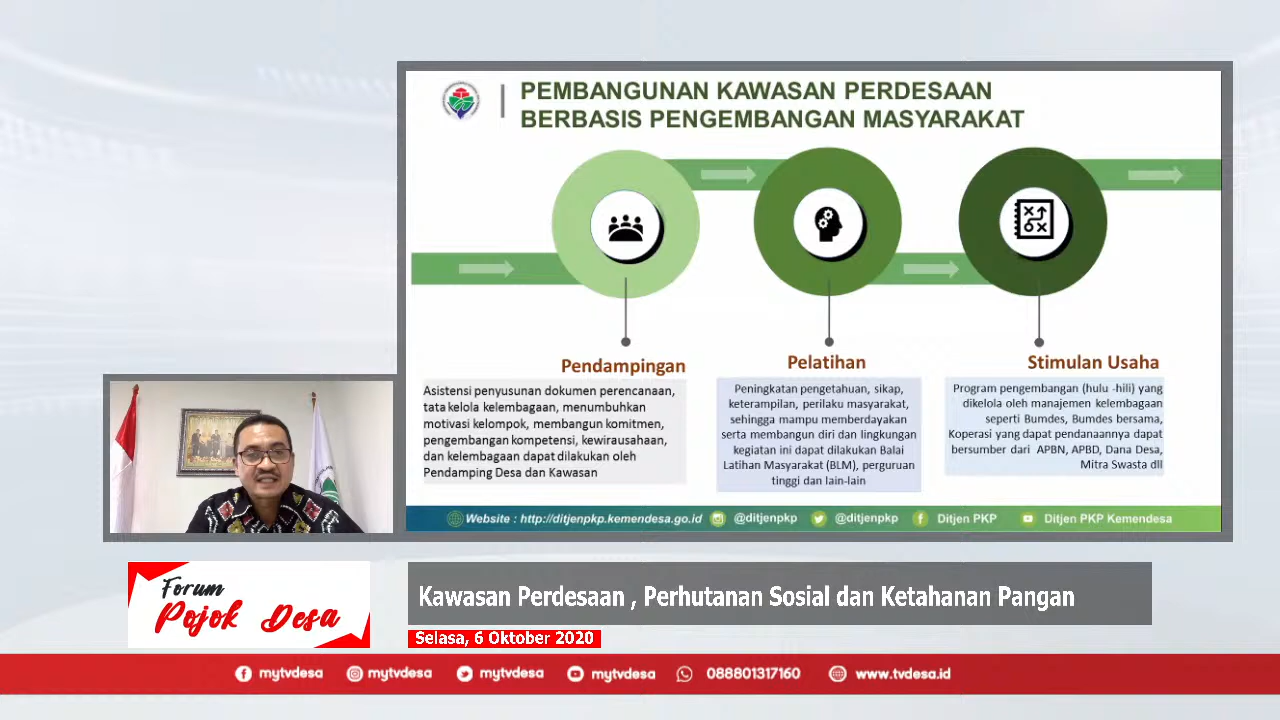 PEMBANGUNAN KAWASAN PERDESAAN
BERBASIS PENGEMBANGAN MASYARAKAT
Pendampingan
Asistensi penyusunan dokumen perencanaan,
tata kelola kelembagaan, menumbuhkan
motivasi kelompok, membangun komitmen,
pengembangan kompetensi, kewirausahaan,
dan kelembagaan dapat dilakukan oleh
Pendamping Desa dan Kawasan
Pelatihan
Peningkatan pengetahuan, sikap,
keterampilan, perilaku masyarakat,
sehingga mampu memberdayakan
serta membangun diri dan lingkungan
kegiatan ini dapat dilakukan Balai
Latihan Masyarakat (BLM), perguruan
tinggi dan lain-lain
Stimulan Usaha
Program pengembangan (hulu -hili) yang
dikelola oleh manajemen kelembagaan
seperti Bumdes, Bumdes bersama,
Koperasi yang dapat pendanaannya dapat
bersumber dari APBN, APBD, Dana Desa,
Mitra Swasta dll
Website : http://ditjenpkp.kemendesa.go.id @ditjenpkp @ditjenpkp Ditjen PKP Ditjen PKP Kemendesa
Forum
Pojok Desa
Kawasan Perdesaan , Perhutanan Sosial dan Ketahanan Pangan
Selasa, 6 Oktober 2020
mytvdesa mytvdesa mytvdesa mytvdesa 088801317160 www.tvdesa.id